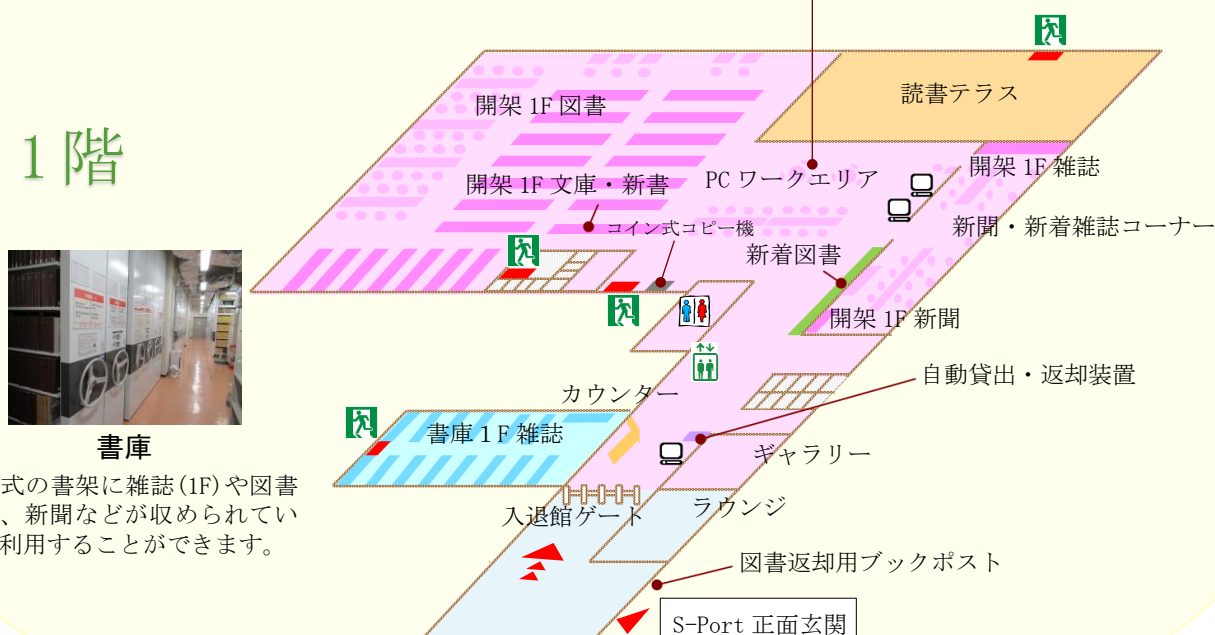 1階
読書テラス
開架 1F 図書
開架 1F 雑誌
開架 1F 文庫・新書
PC ワークエリア
コイン式コピー機
新聞・新着雑誌コーナー
新着図書
開架 1F 新聞
自動貸出・返却装置
カウンター
書庫 1F 雑誌
ギャラリー
書庫
式の書架に雑誌(1F)や図書
、新聞などが収められてい
利用することができます。
入退館ゲート
ラウンジ
図書返却用ブックポスト
S-Port 正面玄関